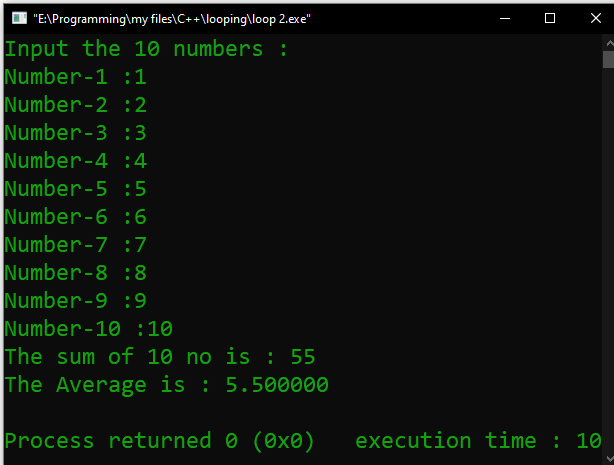 "E:\Programming\my files\C++\looping\loop 2.exe"
Input the 10 numbers :
Number-1 :1
Number-2 :2
Number-3 :3
Number-4 :4
Number-5 :5
Number-6 :6
Number-7 :7
Number-8 :8
Number-9 :9
Number-10 :10
The sum of 10 no is : 55
The Average is : 5.500000
Process returned 0 (0x0)   execution time : 10